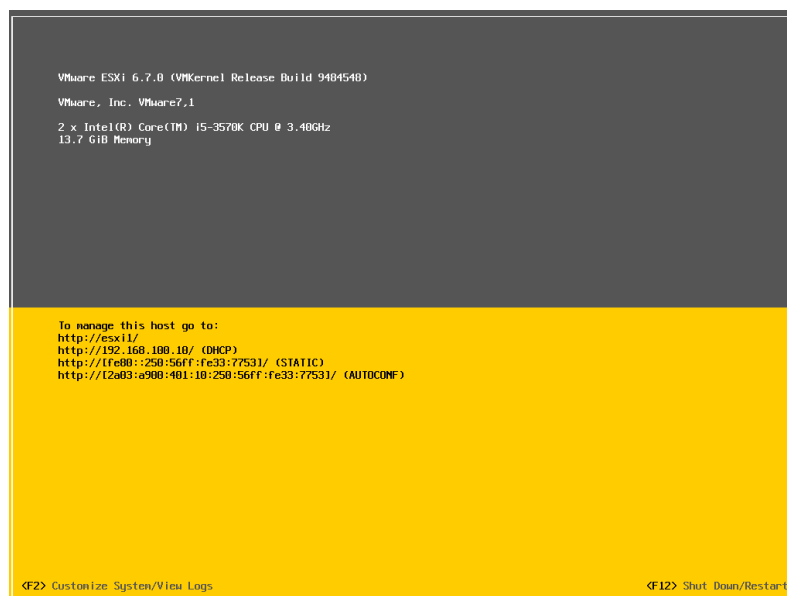 VMware ESXi 6.7.0 (VMKernel Release Build 9484548)
VMware, Inc. VMware7,1
2 x Intel(R) Core(TM) i5-3570K CPU @ 3.40GHz
13.7 GiB Memory
To manage this host go to:
http://esxi1/
http://192.168.100.10/ (DHCP)
http://[fe80::250:56ff:fe33:7753]/ (STATIC)
http://[2a03:a900:401:10:250:56ff:fe33:7753]/ (AUTOCONF)
<F2> Customize System/View Logs
<F12> Shut Down/Restart